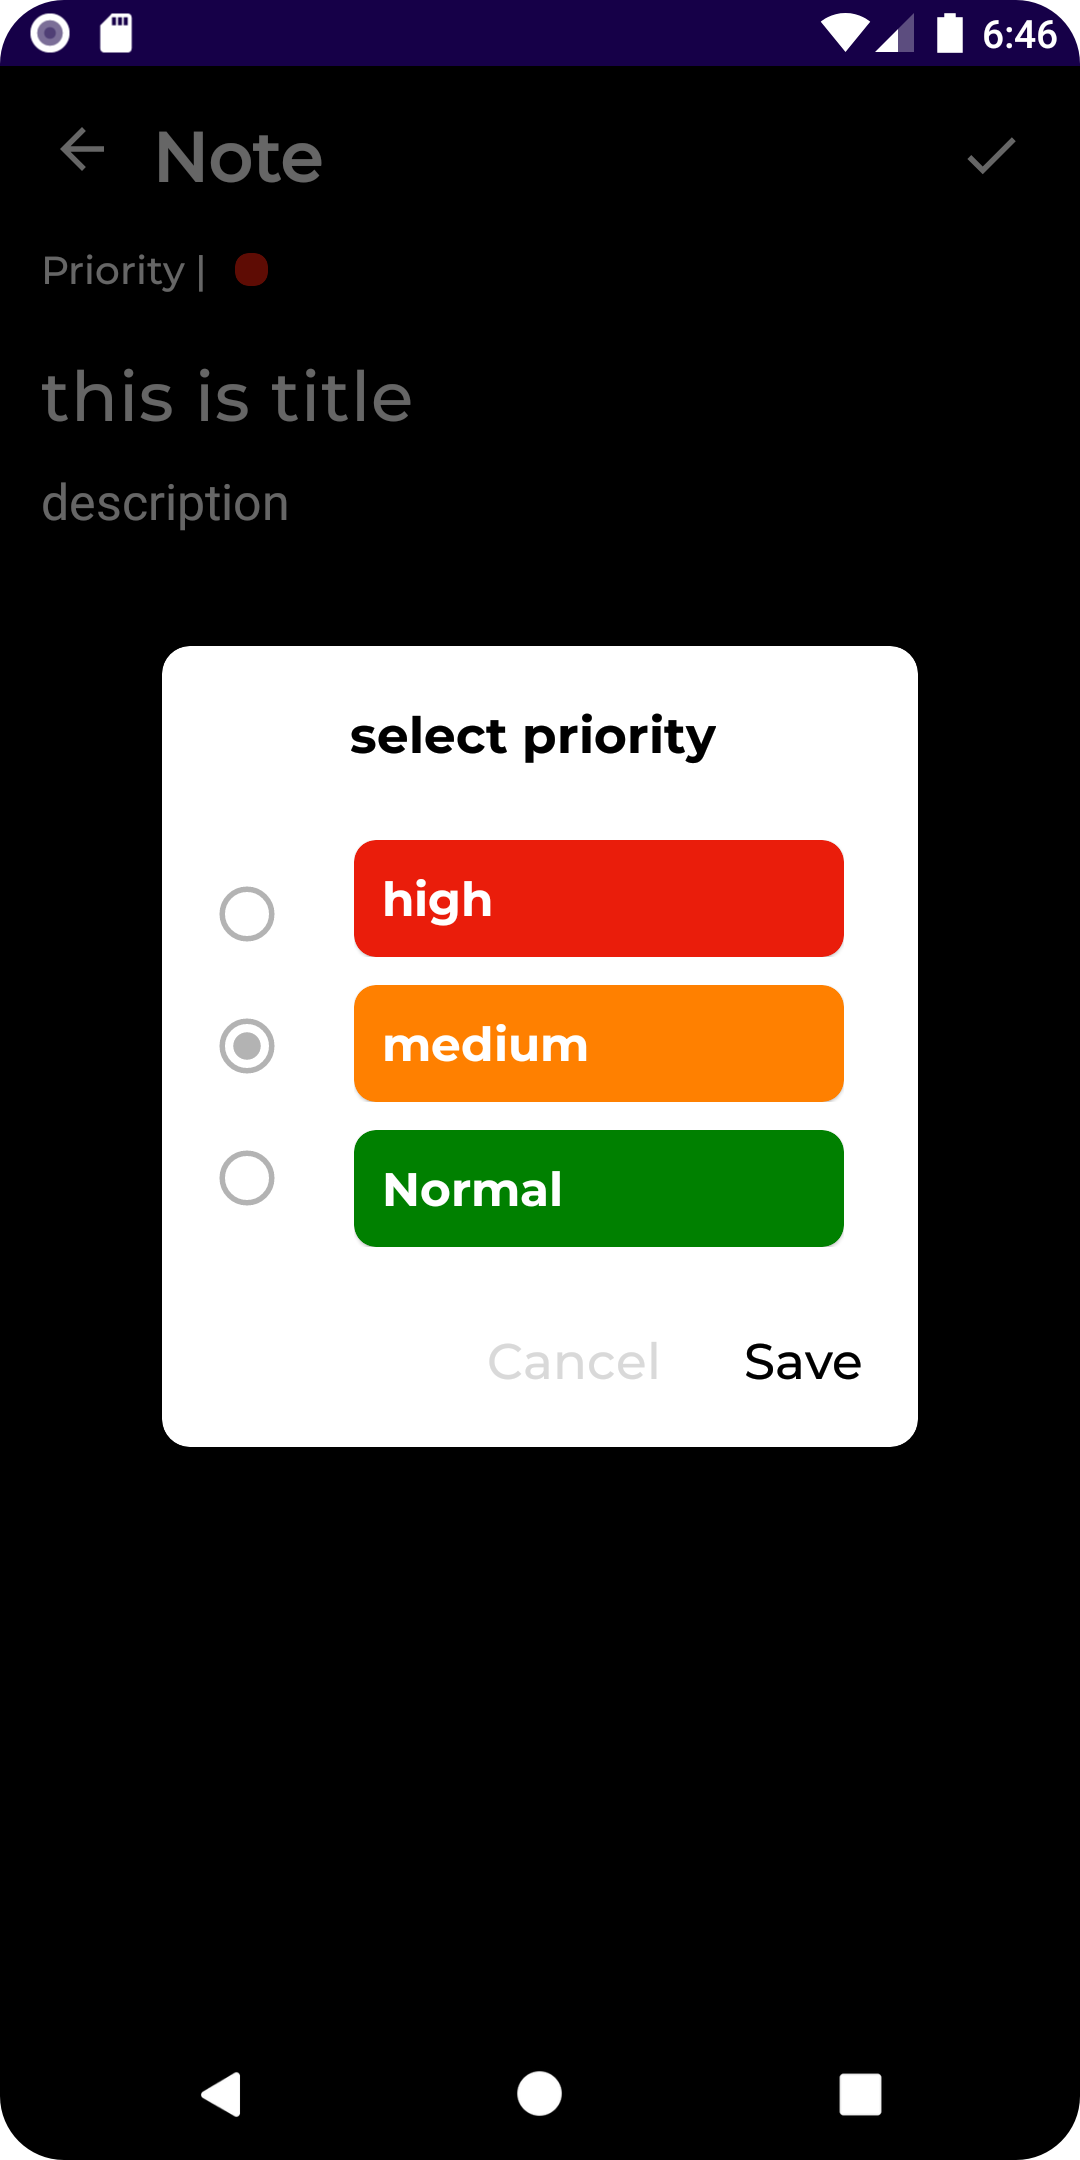 6:46
Note
Priority |
this is title
description
select priority
high
medium
Normal
Cancel Save